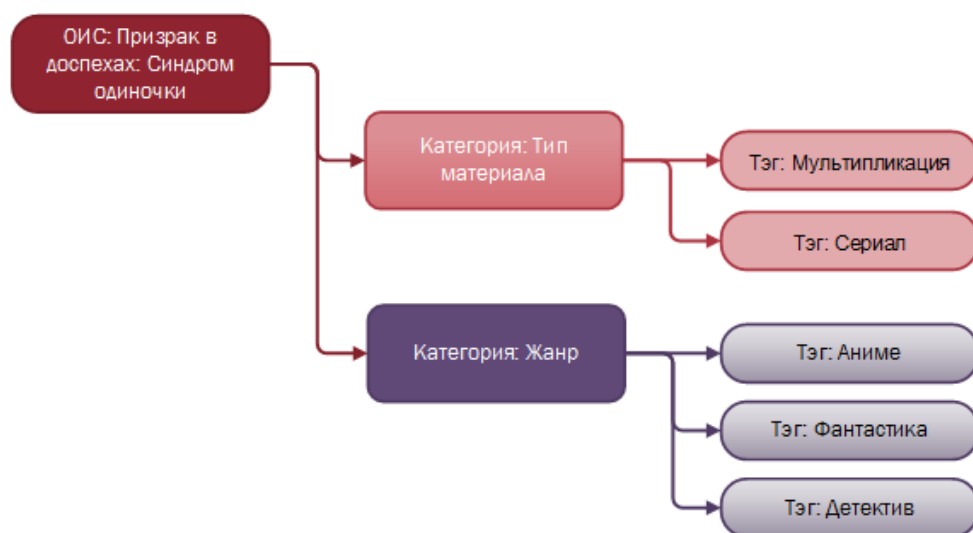 ОИС: Призрак в
доспехах: Синдром
одиночки
Категория: Тип
материала
Тэг: Мультипликация
Тэг: Сериал
Категория: Жанр
Тэг: Аниме
Тэг: Фантастика
Тэг: Детектив